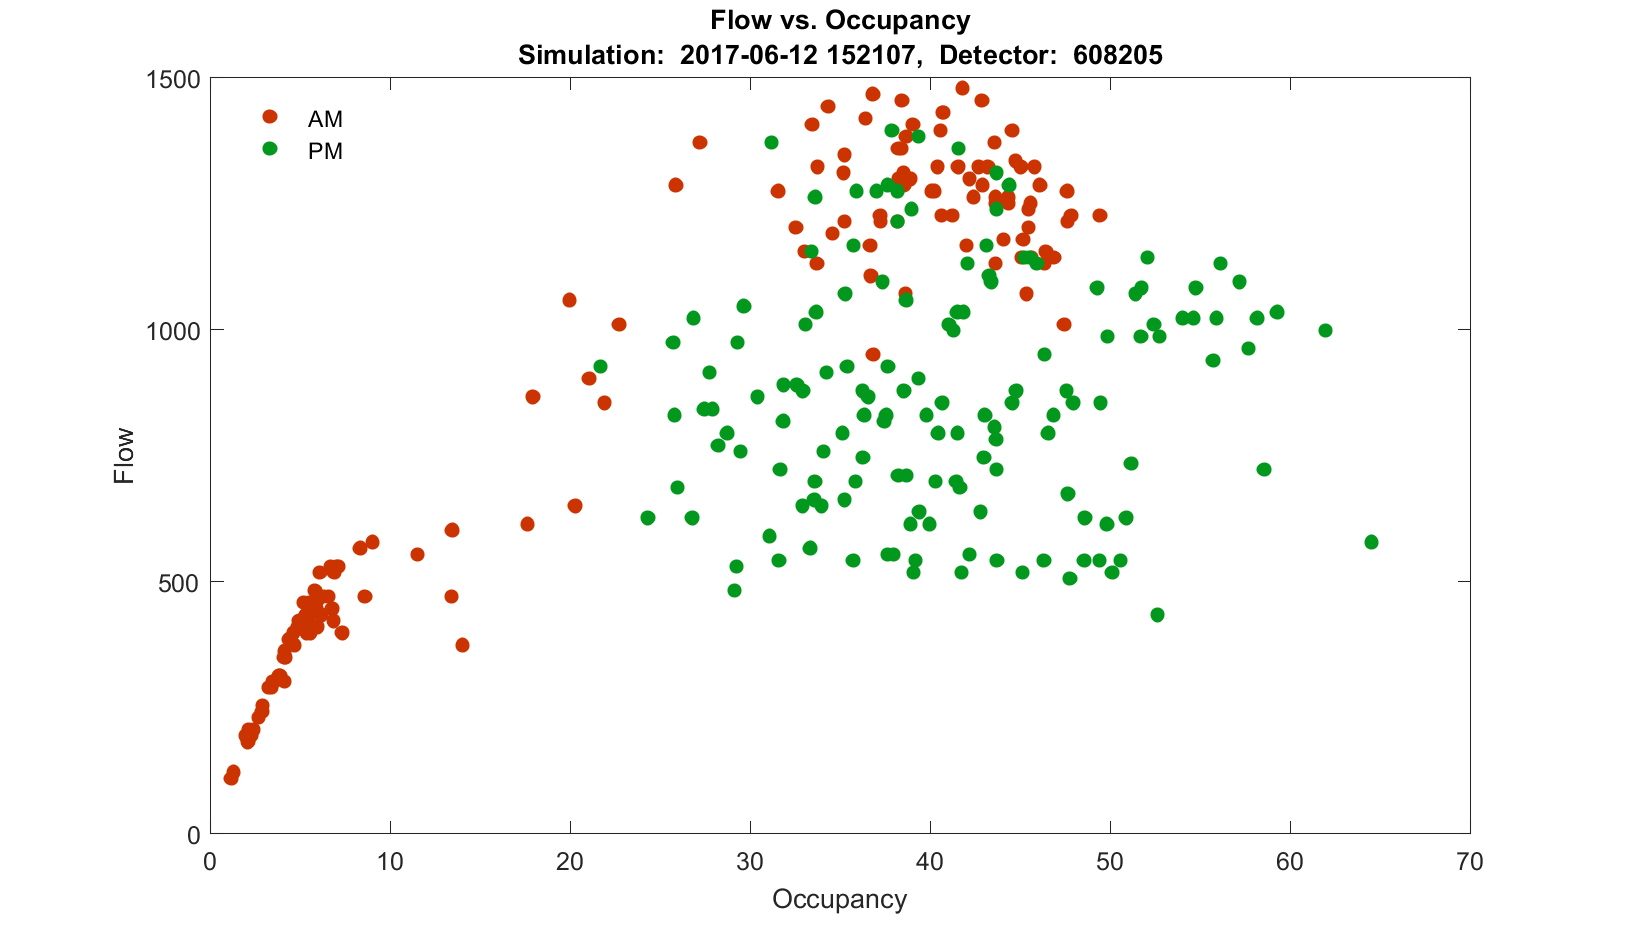 Flow vs. Occupancy
Simulation:  2017-06-12 152107,  Detector:  608205
1500
AM
PM
1000
Flow
500
0
0 10 20 30 40 50 60 70
Occupancy